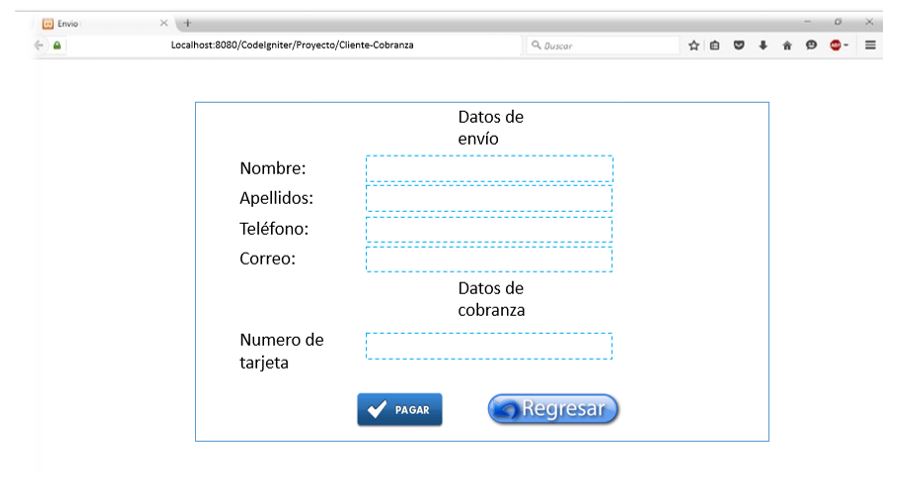 Envio
Localhost:8080/CodeIgniter/Proyecto/Cliente-Cobranza
Buscar
ABP
Datos de
envío
Nombre:
Apellidos:
Teléfono:
Correo:
Datos de
cobranza
Numero de
tarjeta
PAGAR
Regresar